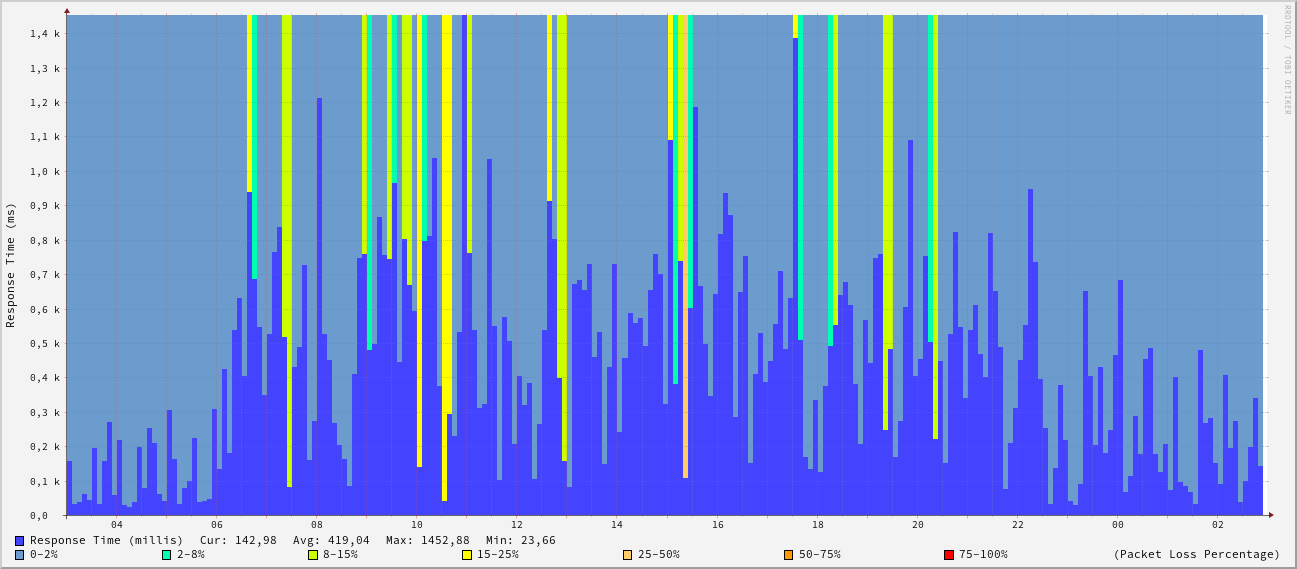 RRDTOOL / TOBI OETIKER
Response Time (ms)
1,4 k
1,3 k
1,2 k
1,1 k
1,0 k
0,9 k
0,8 k
0,7 k
0,6 k
0,5 k
0,4 k
0,3 k
0,2 k
0,1 k
0,0
04 06 08 10 12 14 16 18 20 22 00 02
Response Time (millis) Cur: 142,98 Avg: 419,04 Max: 1452,88 Min: 23,66
0-2% 2-8% 8-15% 15-25% 25-50% 50-75% 75-100% (Packet Loss Percentage)